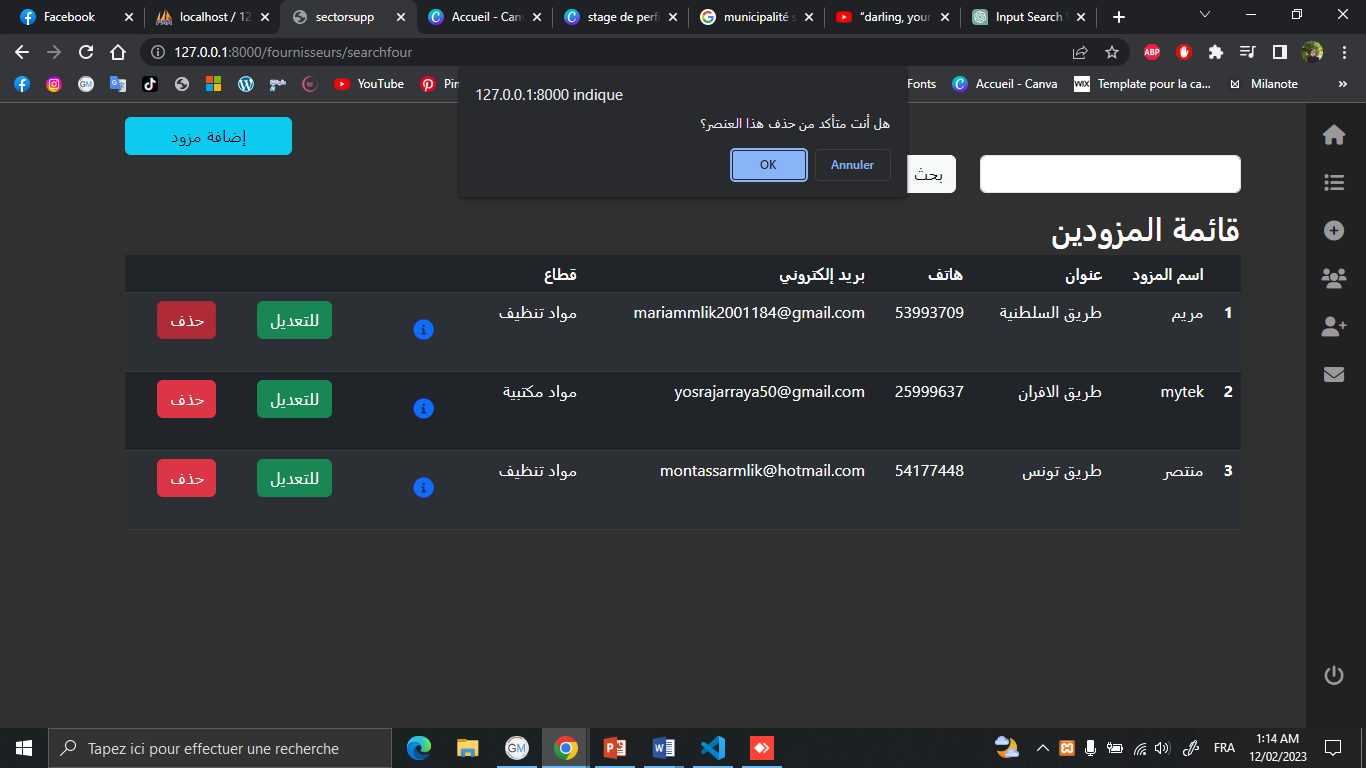 Facebook
localhost / 12
sectorsupp
Accueil - Can
stage de perf
municipalité s
"darling, your
Input Search
127.0.0.1:8000/fournisseurs/searchfour
ABP
GM
YouTube
Pin
Fonts
Accueil - Canva
WIX
Template pour la ca...
Milanote
»
127.0.0.1:8000 indique
هل أنت متأكد من حذف هذا العنصر؟
OK
Annuler
إضافة مزود
بحث
قائمة المزودين
اسم المزود عنوان هاتف بريد إلكتروني قطاع
1 مريم طريق السلطنية 53993709 mariammlik2001184@gmail.com مواد تنظيف للتعديل حذف
2 mytek طريق الافران 25999637 yosrajarraya50@gmail.com مواد مكتبية للتعديل حذف
3 منتصر طريق تونس 54177448 montassarmlik@hotmail.com مواد تنظيف للتعديل حذف
Tapez ici pour effectuer une recherche
GM
FRA
1:14 AM
12/02/2023